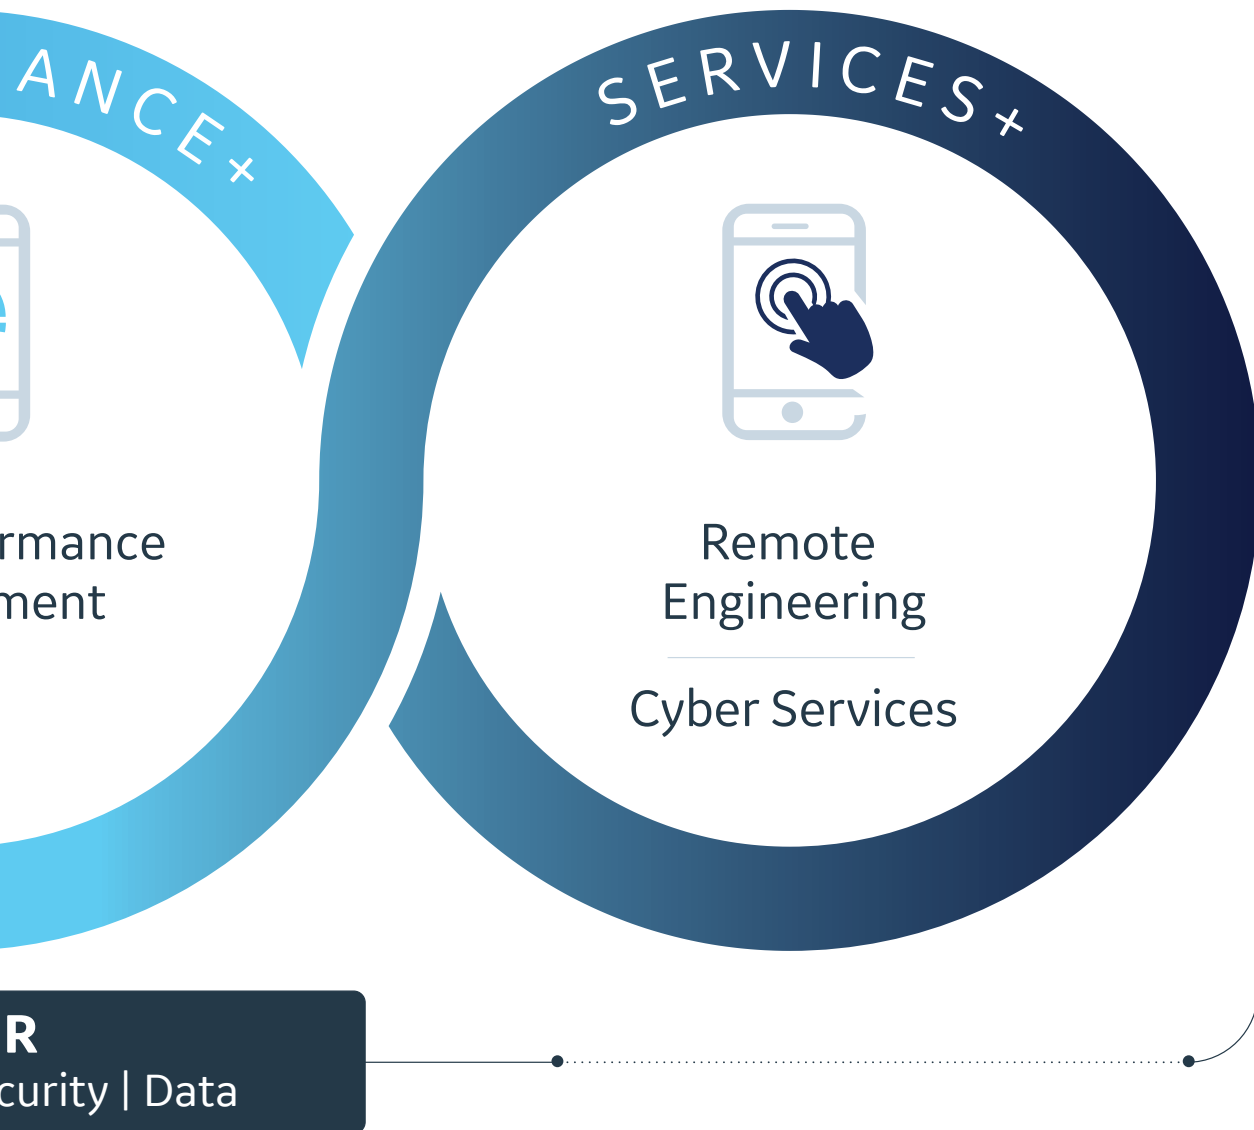 ANCE+
SERVICES+
rmance
ment
Remote
Engineering
Cyber Services
R
curity | Data